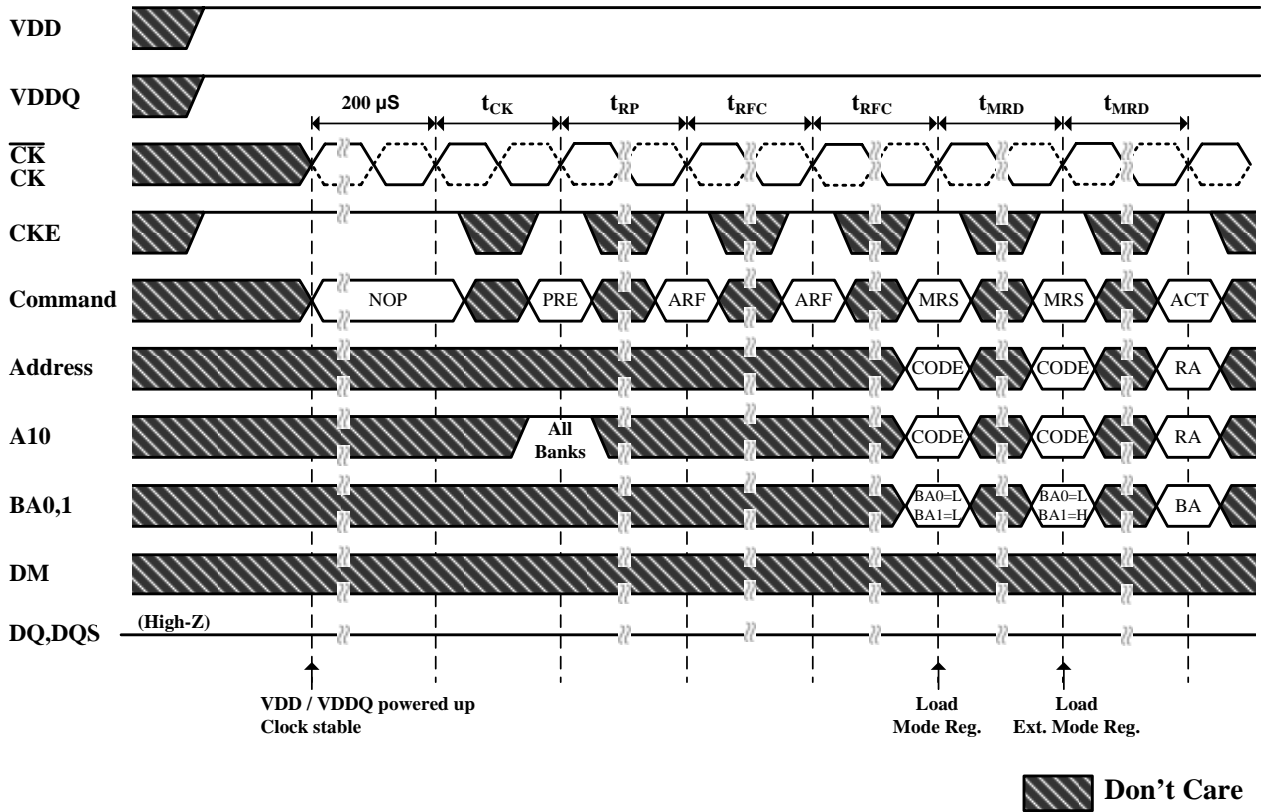 VDD
VDDQ
200 µS tCK tRP tRFC tRFC tMRD tMRD
CK
CK
CKE
Command NOP PRE ARF ARF MRS MRS ACT
Address CODE CODE RA
A10 All Banks CODE CODE RA
BA0,1 BA0=L BA1=L BA0=L BA1=H BA
DM
DQ,DQS (High-Z)
VDD / VDDQ powered up
Clock stable
Load
Mode Reg.
Load
Ext. Mode Reg.
Don't Care